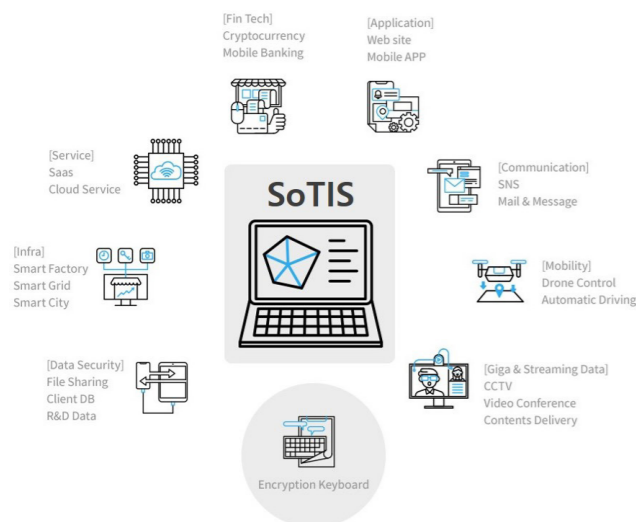 [Fin Tech]
Cryptocurrency
Mobile Banking
[Application]
Web site
Mobile APP
[Service]
Saas
Cloud Service
SoTIS
[Communication]
SNS
Mail & Message
[Infra]
Smart Factory
Smart Grid
Smart City
[Mobility]
Drone Control
Automatic Driving
[Data Security]
File Sharing
Client DB
R&D Data
[Giga & Streaming Data]
CCTV
Video Conference
Contents Delivery
Encryption Keyboard